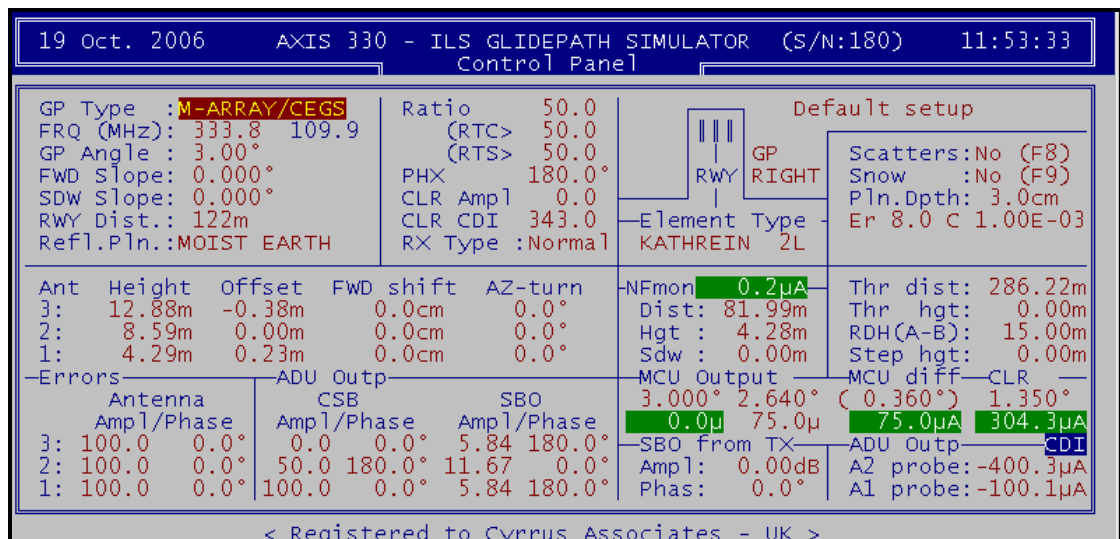 19 Oct. 2006 AXIS 330 - ILS GLIDEPATH SIMULATOR (S/N:180) 11:53:33
Control Panel
GP Type :M-ARRAY/CEGS
FRQ (MHz): 333.8 109.9
GP Angle : 3.00°
FWD Slope: 0.000°
SDW Slope: 0.000°
RWY Dist.: 122m
Refl.Pln.:MOIST EARTH
Ratio 50.0
(RTC> 50.0
(RTS> 50.0
PHX 180.0°
CLR Ampl 0.0
CLR CDI 343.0
RX Type :Normal
GP
RWY RIGHT
Element Type
KATHREIN 2L
Default setup
Scatters:No (F8)
Snow :No (F9)
Pln.Dpth: 3.0cm
Er 8.0 C 1.00E-03
Ant Height Offset FWD shift AZ-turn
3: 12.88m -0.38m 0.0cm 0.0°
2: 8.59m 0.00m 0.0cm 0.0°
1: 4.29m 0.23m 0.0cm 0.0°
NFmon 0.2µA
Dist: 81.99m
Hgt : 4.28m
Sdw : 0.00m
Thr dist: 286.22m
Thr hgt: 0.00m
RDH(A-B): 15.00m
Step hgt: 0.00m
Errors ADU Outp
Antenna CSB SBO
Ampl/Phase Ampl/Phase Ampl/Phase
3: 100.0 0.0° 0.0 0.0° 5.84 180.0°
2: 100.0 0.0° 50.0 180.0° 11.67 0.0°
1: 100.0 0.0° 100.0 0.0° 5.84 180.0°
MCU Output MCU diff CLR
3.000° 2.640° ( 0.360°) 1.350°
0.0µ 75.0µ 75.0µA 304.3µA
SBO from TX ADU Outp CDI
Ampl: 0.00dB A2 probe:-400.3µA
Phas: 0.0° A1 probe:-100.1µA
< Registered to Cyrrus Associates - UK >